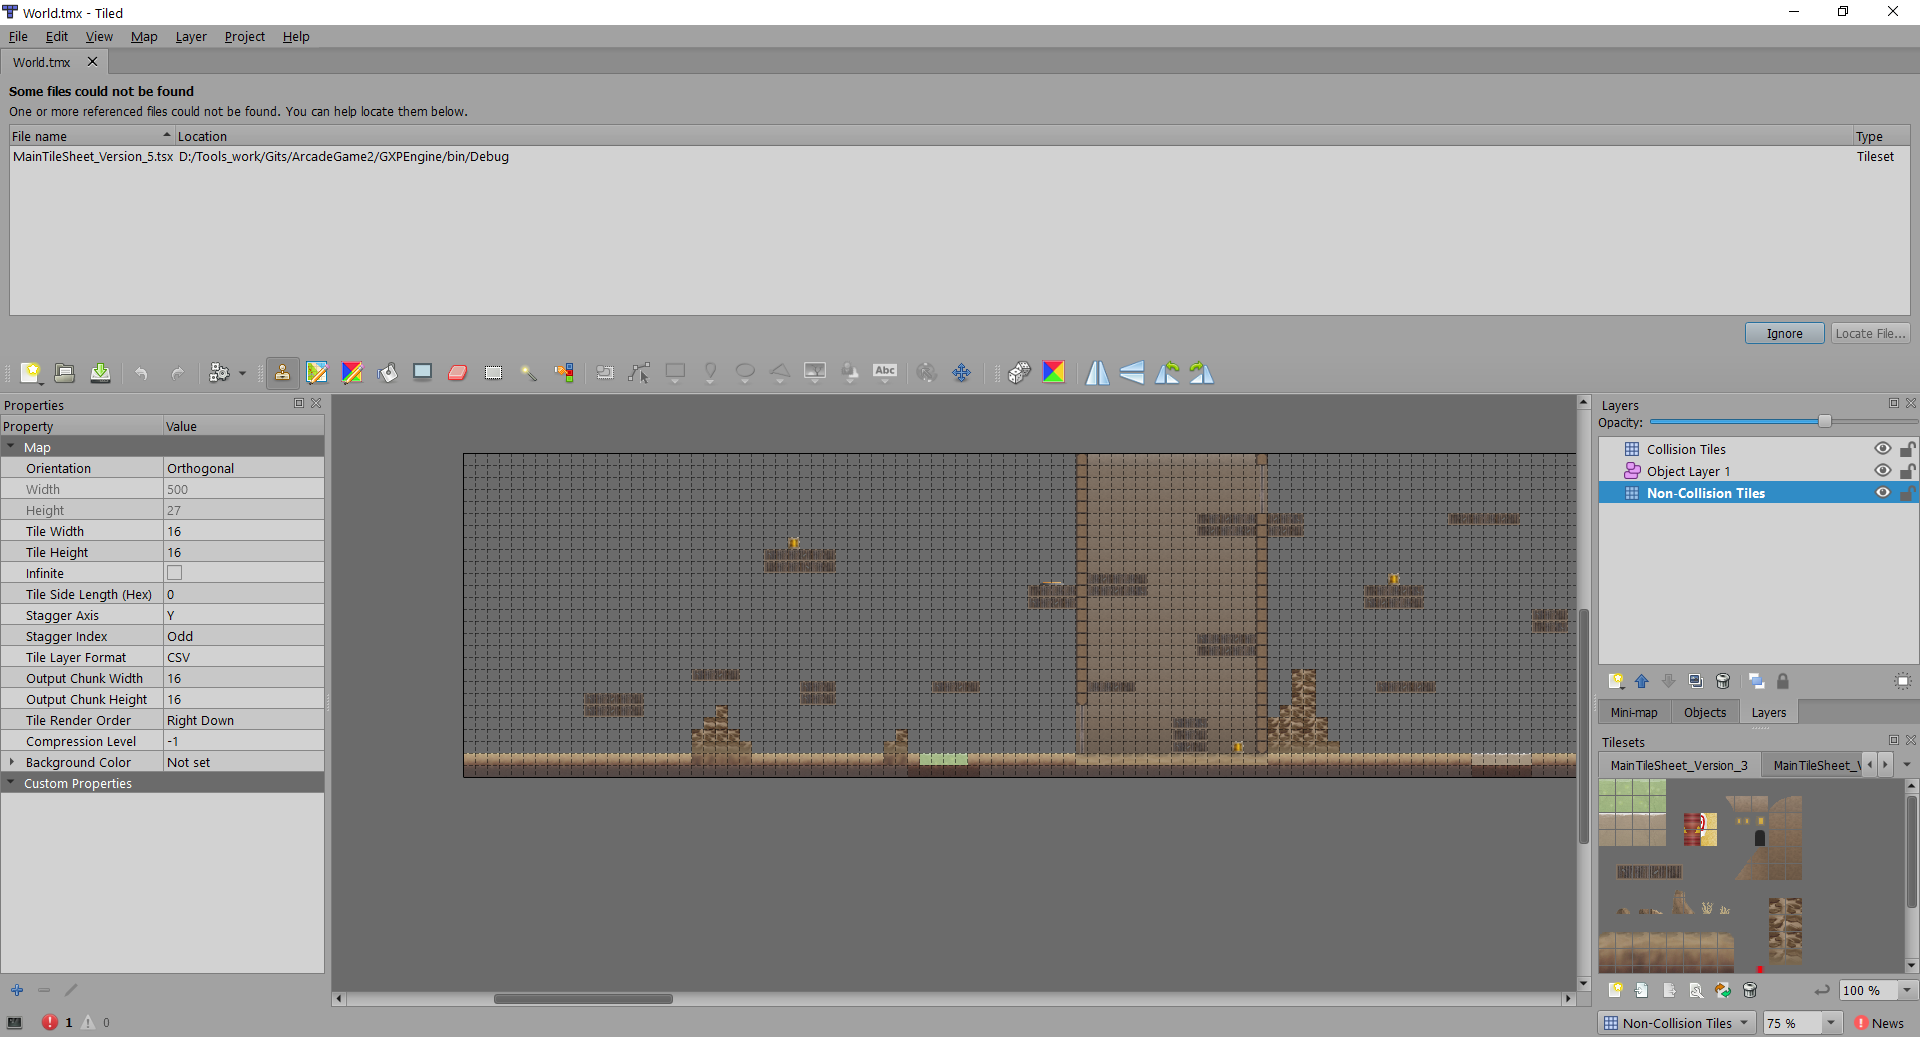 World.tmx - Tiled
File Edit View Map Layer Project Help
World.tmx
Some files could not be found
One or more referenced files could not be found. You can help locate them below.
File name Location Type
MainTileSheet_Version_5.tsx D:/Tools_work/Gits/ArcadeGame2/GXPEngine/bin/Debug Tileset
Ignore Locate File...
Abc
Properties
Property Value
Map
Orientation Orthogonal
Width 500
Height 27
Tile Width 16
Tile Height 16
Infinite
Tile Side Length (Hex) 0
Stagger Axis Y
Stagger Index Odd
Tile Layer Format CSV
Output Chunk Width 16
Output Chunk Height 16
Tile Render Order Right Down
Compression Level -1
Background Color Not set
Custom Properties
Layers
Opacity:
Collision Tiles
Object Layer 1
Non-Collision Tiles
Mini-map Objects Layers
Tilesets
MainTileSheet_Version_3 MainTileSheet_V
100 %
1 0
Non-Collision Tiles 75 % News